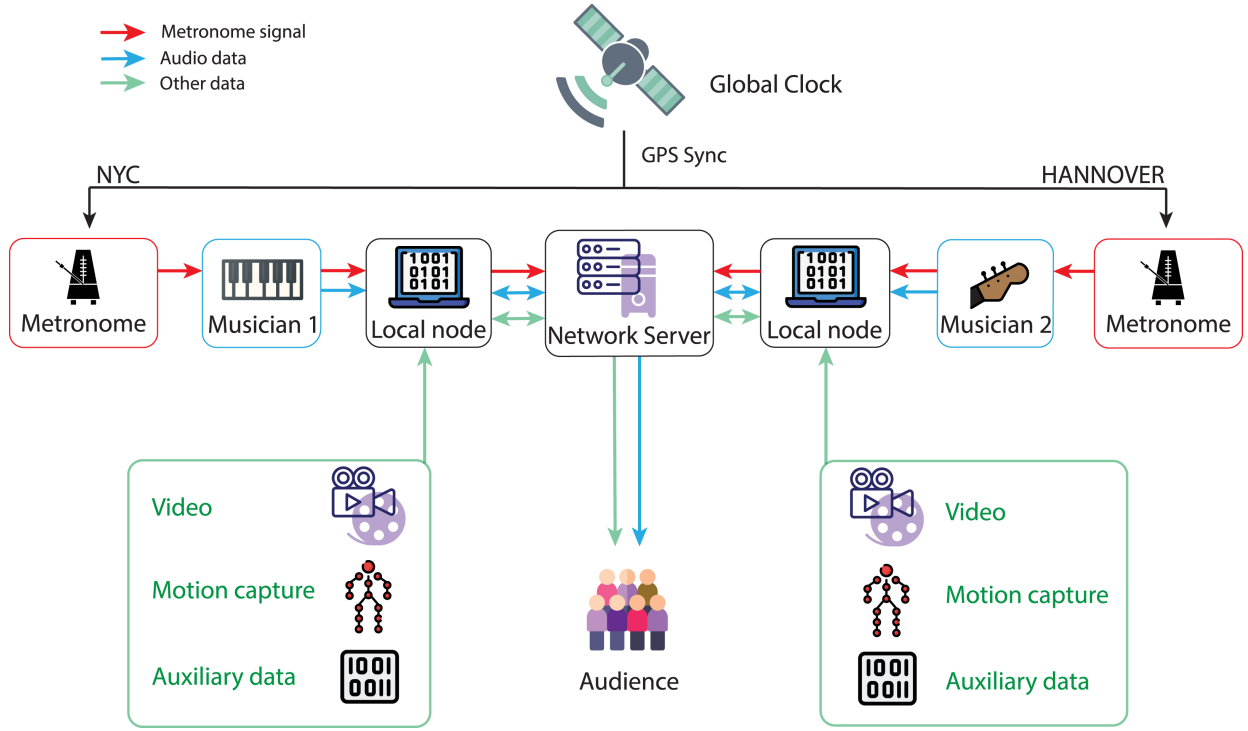 Metronome signal
Audio data
Other data
Global Clock
GPS Sync
NYC
HANNOVER
1001
0101
0101
1001
0101
0101
Metronome
Musician 1
Local node
Network Server
Local node
Musician 2
Metronome
Video
Motion capture
Auxiliary data
1001
0011
Audience
Video
Motion capture
Auxiliary data
1001
0011